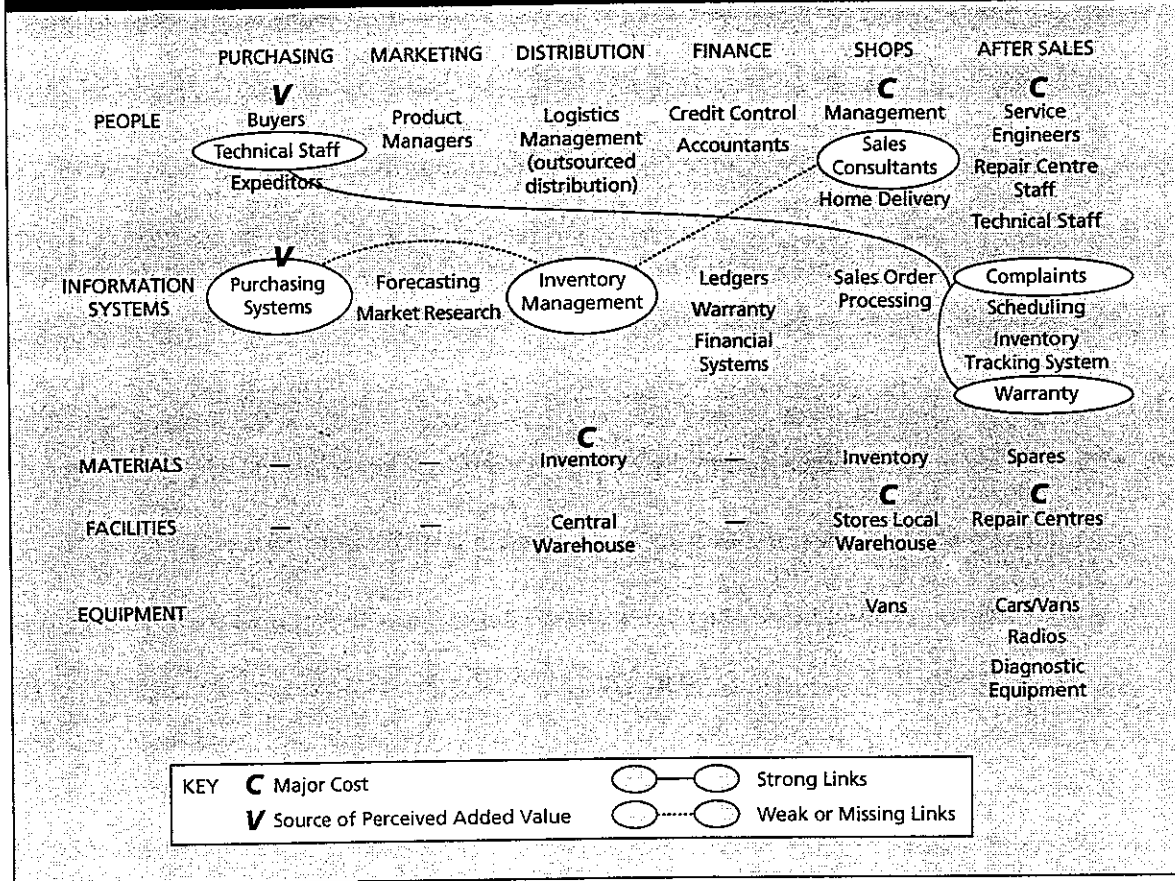 PURCHASING MARKETING DISTRIBUTION FINANCE SHOPS AFTER SALES
PEOPLE
V
Buyers
Technical Staff
Expeditors
Product
Managers
Logistics
Management
(outsourced
distribution)
Credit Control
Accountants
C
Management
Sales
Consultants
Home Delivery
C
Service
Engineers
Repair Centre
Staff
Technical Staff
INFORMATION
SYSTEMS
V
Purchasing
Systems
Forecasting
Market Research
Inventory
Management
Ledgers
Warranty
Financial
Systems
Sales Order
Processing
Complaints
Scheduling
Inventory
Tracking System
Warranty
MATERIALS
—
—
C
Inventory
—
Inventory
Spares
FACILITIES
—
—
Central
Warehouse
—
C
Stores Local
Warehouse
C
Repair Centres
EQUIPMENT
Vans
Cars/Vans
Radios
Diagnostic
Equipment
KEY C Major Cost
V Source of Perceived Added Value
Strong Links
Weak or Missing Links